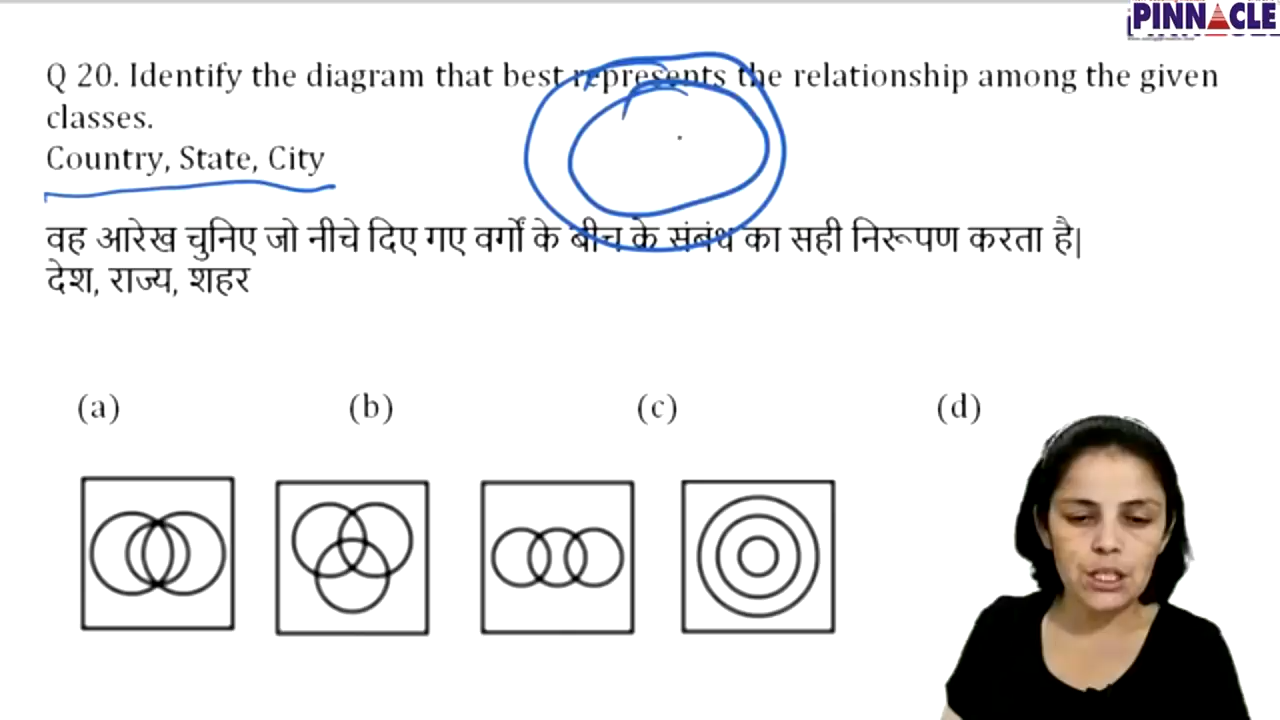 PINNACLE
Q 20. Identify the diagram that best represents the relationship among the given
classes.
Country, State, City
वह आरेख चुनिए जो नीचे दिए गए वर्गों के बीच के संबंध का सही निरूपण करता है|
देश, राज्य, शहर
(a) (b) (c) (d)